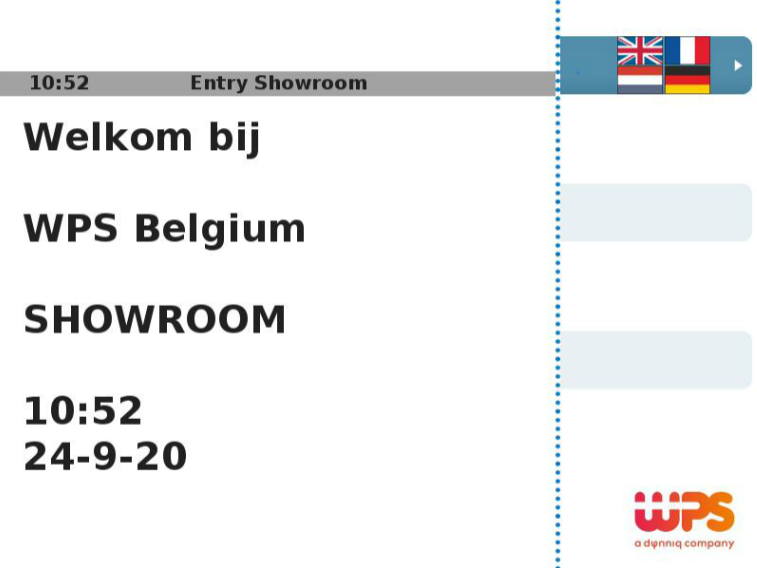 10:52 Entry Showroom
Welkom bij
WPS Belgium
SHOWROOM
10:52
24-9-20
WPS
a dynniq company